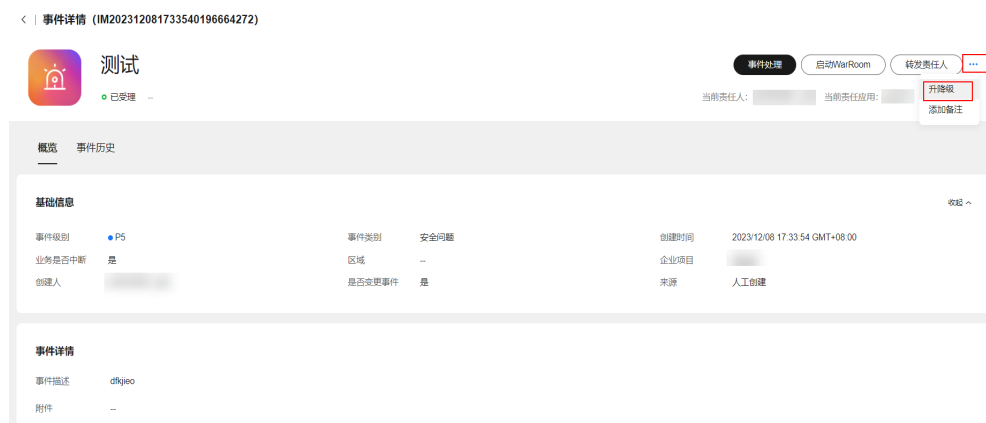 事件详情（IM202312081733540196664272）
测试
事件处理 启动WarRoom 转发责任人 ...
已受理 --
当前责任人： 当前责任应用：
升降级
添加备注
概览 事件历史
基础信息 收起
事件级别 P5 事件类别 安全问题 创建时间 2023/12/08 17:33:54 GMT+08:00
业务是否中断 是 区域 -- 企业项目
创建人 是否变更事件 是 来源 人工创建
事件详情
事件描述 dfkjieo
附件 --